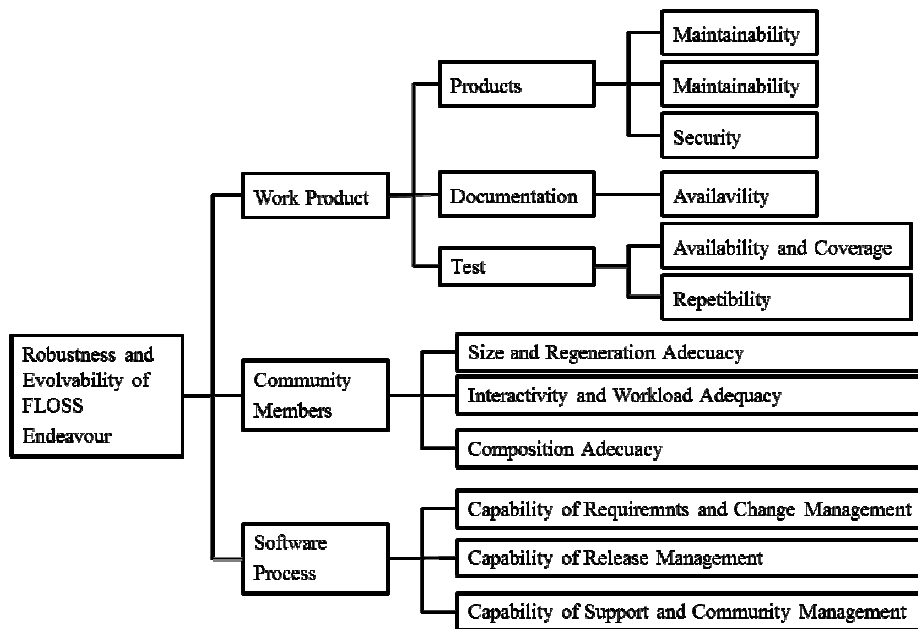 Maintainability
Products
Maintainability
Security
Work Product
Documentation
Availavility
Test
Availability and Coverage
Repetibility
Robustness and
Evolvability of
FLOSS
Endeavour
Community
Members
Size and Regeneration Adecuacy
Interactivity and Workload Adequacy
Composition Adecuacy
Software
Process
Capability of Requiremnts and Change Management
Capability of Release Management
Capability of Support and Community Management